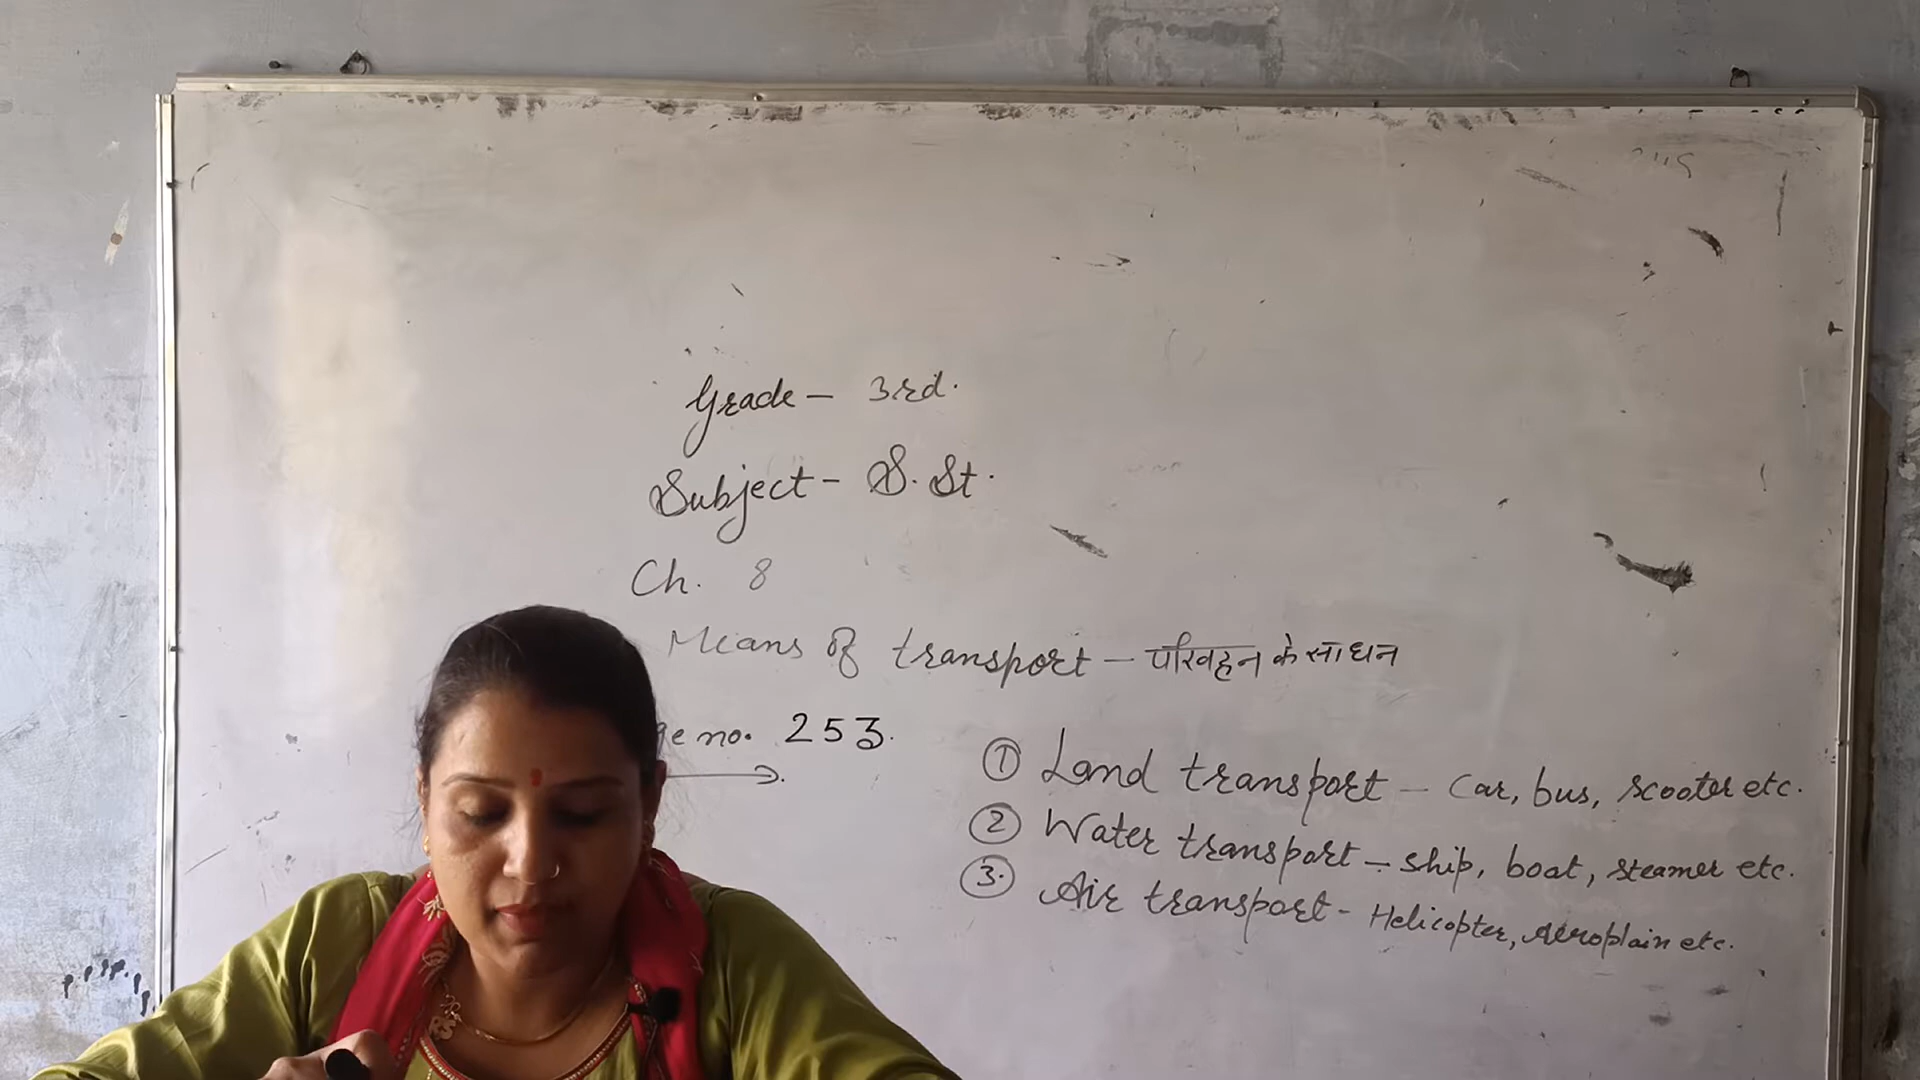 Grade - 3rd.
Subject - S. St.
Ch. 8
Means of transport - परिवहन के साधन
no. 253.
① Land transport - Car, bus, scooter etc.
② Water transport - ship, boat, steamer etc.
③ Air transport - Helicopter, Aeroplain etc.